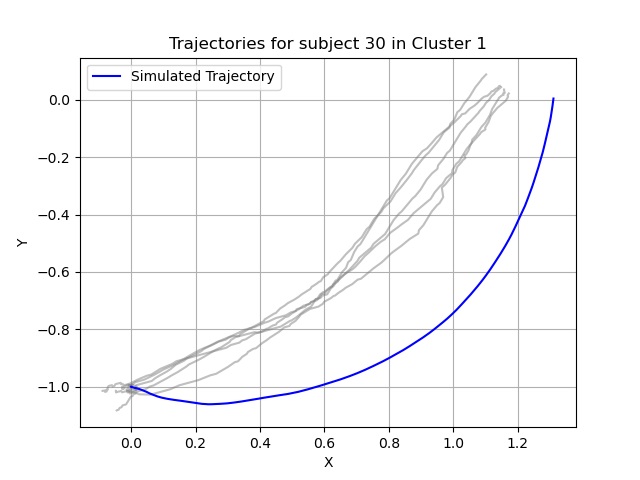 Trajectories for subject 30 in Cluster 1
Simulated Trajectory
Y
0.0
−0.2
−0.4
−0.6
−0.8
−1.0
0.0 0.2 0.4 0.6 0.8 1.0 1.2
X